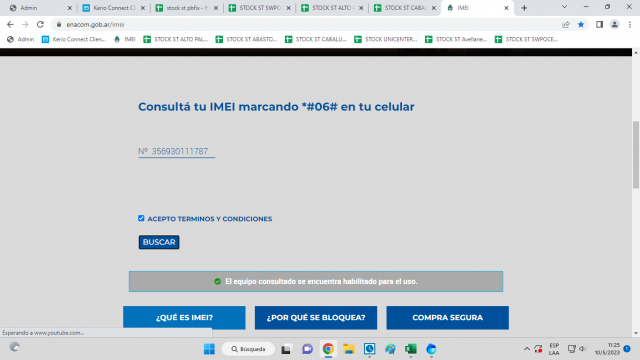 Admin
Kerio Connect Clien...
stock st pbfix - H
STOCK ST SWPO
STOCK ST ALTO
STOCK ST CABAL
IMEI
enacom.gob.ar/imei
Admin
Kerio Connect Clien...
IMEI
STOCK ST ALTO PAL...
STOCK ST ABASTO...
STOCK ST CABALLI...
STOCK UNICENTER...
STOCK ST Avellane...
STOCK ST SWPOCE...
Consultá tu IMEI marcando *#06# en tu celular
Nº 356930111787
ACEPTO TERMINOS Y CONDICIONES
BUSCAR
El equipo consultado se encuentra habilitado para el uso.
¿QUÉ ES IMEI?
¿POR QUÉ SE BLOQUEA?
COMPRA SEGURA
Esperando a www.youtube.com...
Búsqueda
ESP
LAA
11:25
10/5/2023